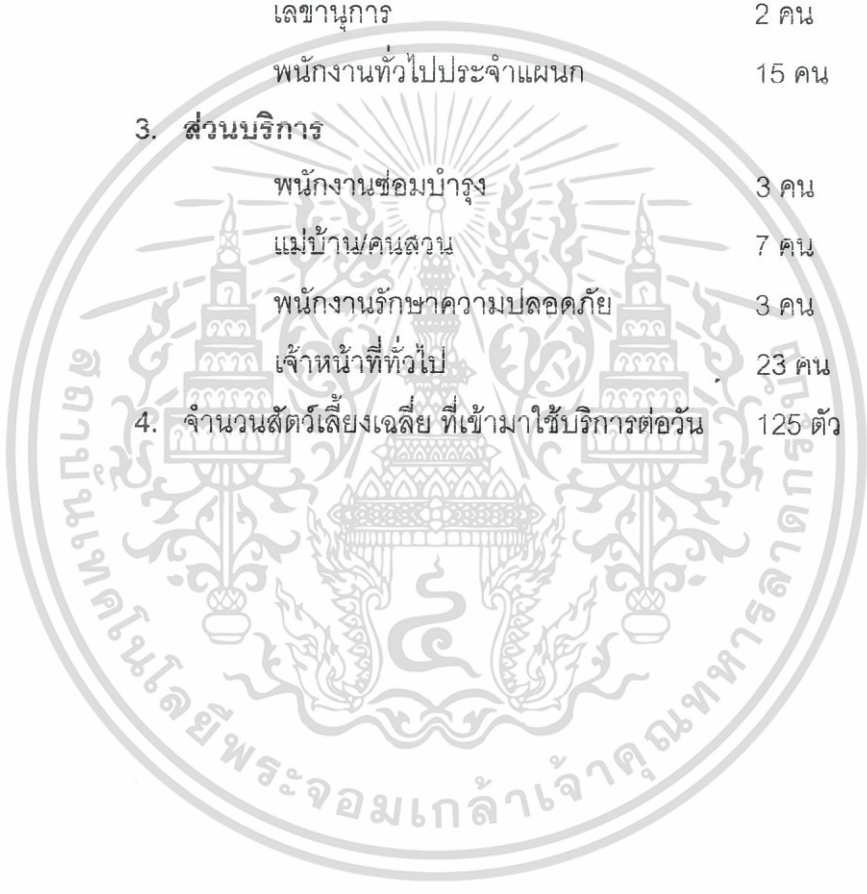 เลขานุการ 2 คน
พนักงานทั่วไปประจำแผนก 15 คน
3. ส่วนบริการ
พนักงานซ่อมบำรุง 3 คน
แม่บ้าน/คนสวน 7 คน
พนักงานรักษาความปลอดภัย 3 คน
เจ้าหน้าที่ทั่วไป 23 คน
4. จำนวนสัตว์เลี้ยงเฉลี่ย ที่เข้ามาใช้บริการต่อวัน 125 ตัว
สถาบันเทคโนโลยีพระจอมเกล้าเจ้าคุณทหารลาดกระบัง